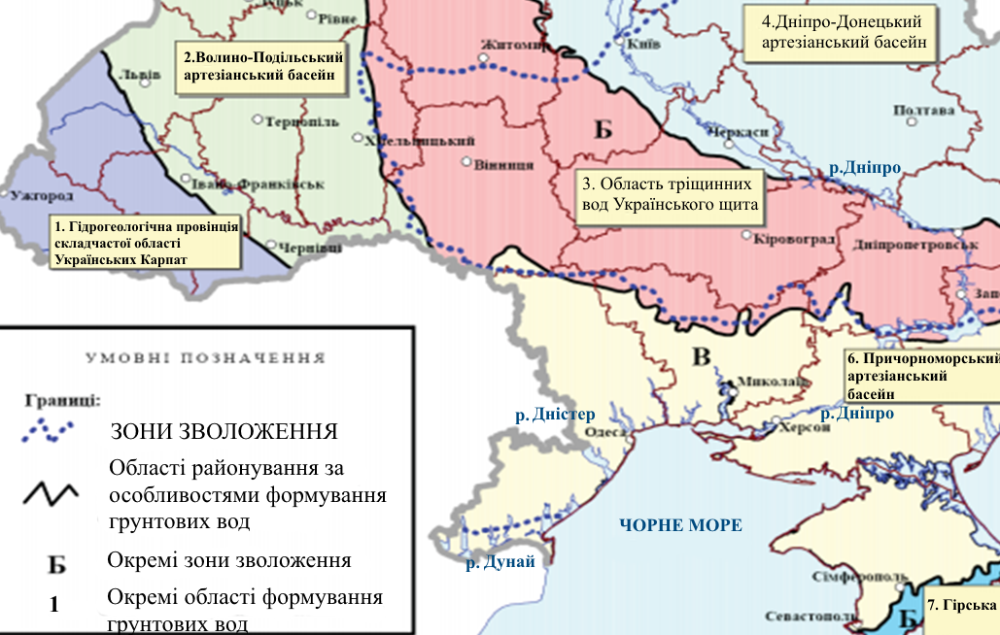 Луцьк
Рівне
Житомир
Київ
4.Дніпро-Донецький
артезіанський басейн
2.Волино-Подільський
артезіанський басейн
Львів
Тернопіль
Хмельницький
Вінниця
Б
Черкаси
Полтава
р.Дніпро
Ужгород
Івано-Франківськ
3. Область тріщинних
вод Українського щита
1. Гідрогеологічна провінція
складчастої області
Українських Карпат
Чернівці
Кіровоград
Дніпропетровськ
Запо
В
Миколаїв
6. Причорноморський
артезіанський
басейн
р. Дністер
Одеса
Херсон
р.Дніпро
ЧОРНЕ МОРЕ
р. Дунай
Сімферополь
Севастополь
Б
7. Гірська
УМОВНІ ПОЗНАЧЕННЯ
Границі:
ЗОНИ ЗВОЛОЖЕННЯ
Області районування за
особливостями формування
грунтових вод
Б Окремі зони зволоження
1 Окремі області формування
грунтових вод